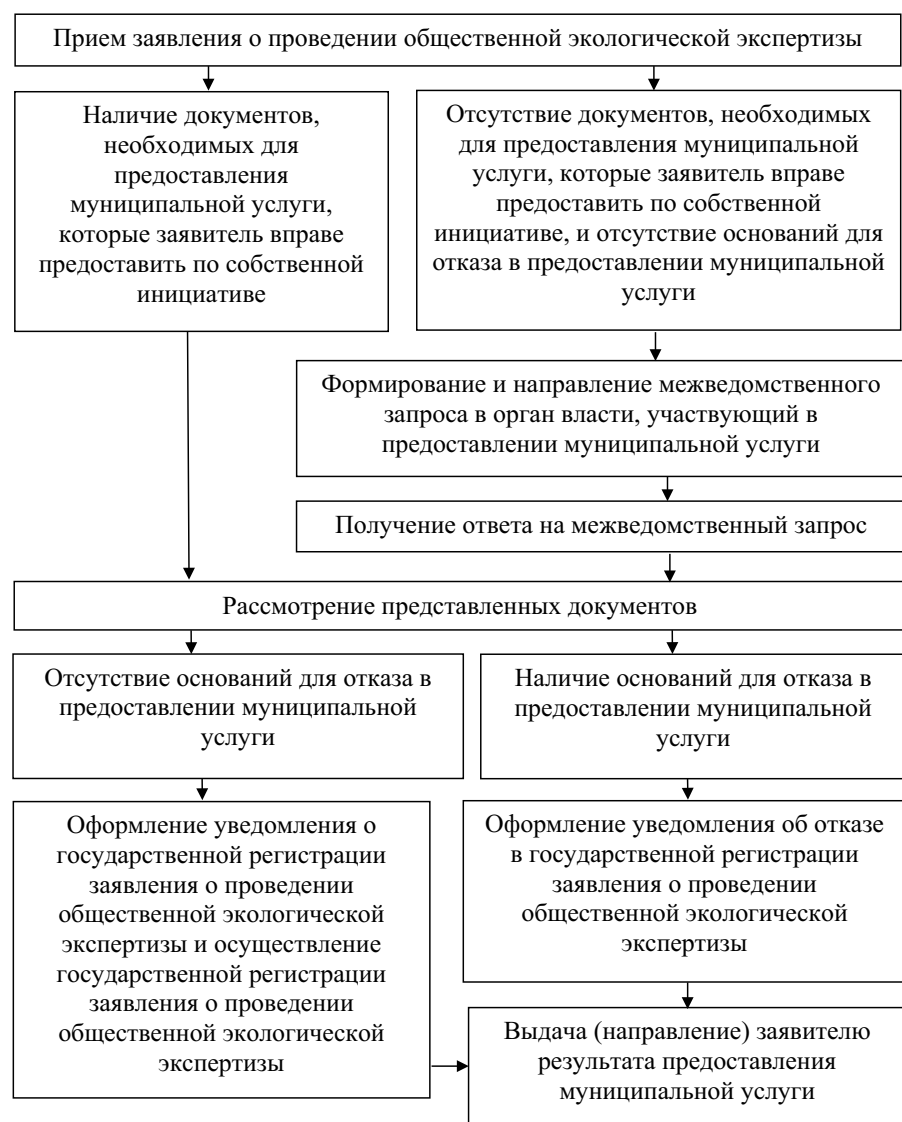 Прием заявления о проведении общественной экологической экспертизы
Наличие документов,
необходимых для
предоставления
муниципальной услуги,
которые заявитель вправе
предоставить по собственной
инициативе
Отсутствие документов, необходимых
для предоставления муниципальной
услуги, которые заявитель вправе
предоставить по собственной
инициативе, и отсутствие оснований для
отказа в предоставлении муниципальной
услуги
Формирование и направление межведомственного
запроса в орган власти, участвующий в
предоставлении муниципальной услуги
Получение ответа на межведомственный запрос
Рассмотрение представленных документов
Отсутствие оснований для отказа в
предоставлении муниципальной
услуги
Наличие оснований для отказа в
предоставлении муниципальной
услуги
Оформление уведомления о
государственной регистрации
заявления о проведении
общественной экологической
экспертизы и осуществление
государственной регистрации
заявления о проведении
общественной экологической
экспертизы
Оформление уведомления об отказе
в государственной регистрации
заявления о проведении
общественной экологической
экспертизы
Выдача (направление) заявителю
результата предоставления
муниципальной услуги